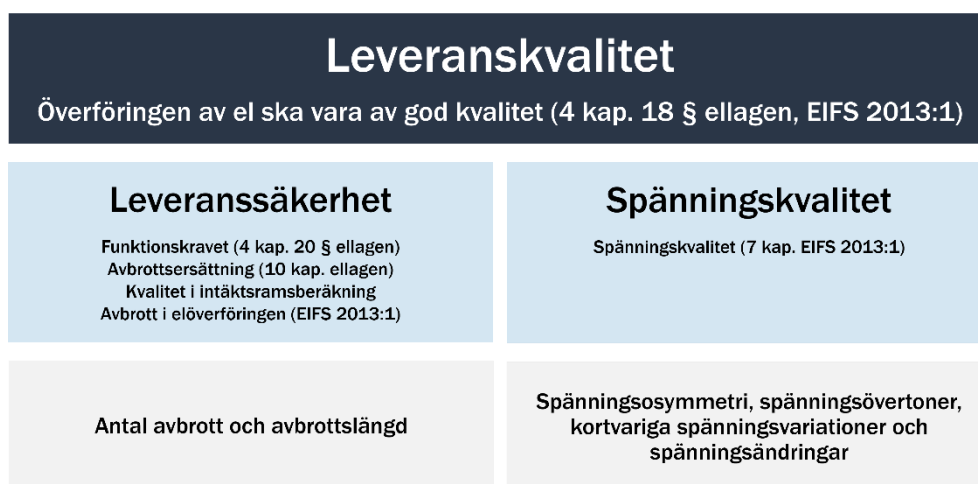 Leveranskvalitet
Överföringen av el ska vara av god kvalitet (4 kap. 18 § ellagen, EIFS 2013:1)
Leveranssäkerhet
Funktionskravet (4 kap. 20 § ellagen)
Avbrottsersättning (10 kap. ellagen)
Kvalitet i intäktsramsberäkning
Avbrott i elöverföringen (EIFS 2013:1)
Spänningskvalitet
Spänningskvalitet (7 kap. EIFS 2013:1)
Antal avbrott och avbrottslängd
Spänningsosymmetri, spänningsövertoner,
kortvariga spänningsvariationer och
spänningsändringar